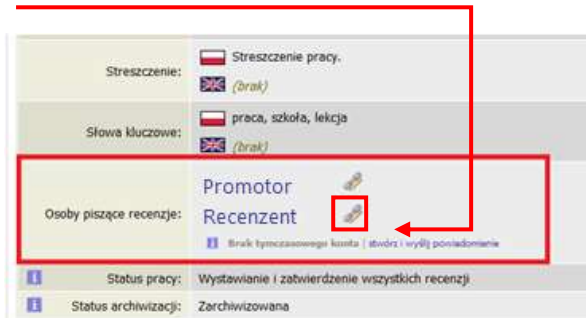 Streszczenie:
Streszczenie pracy.
(brak)
Słowa kluczowe:
praca, szkoła, lekcja
(brak)
Osoby piszące recenzje:
Promotor
Recenzent
Brak tymczasowego konta | stwórz i wyślij powiadomienie
Status pracy: Wystawianie i zatwierdzenie wszystkich recenzji
Status archiwizacji: Zarchiwizowana